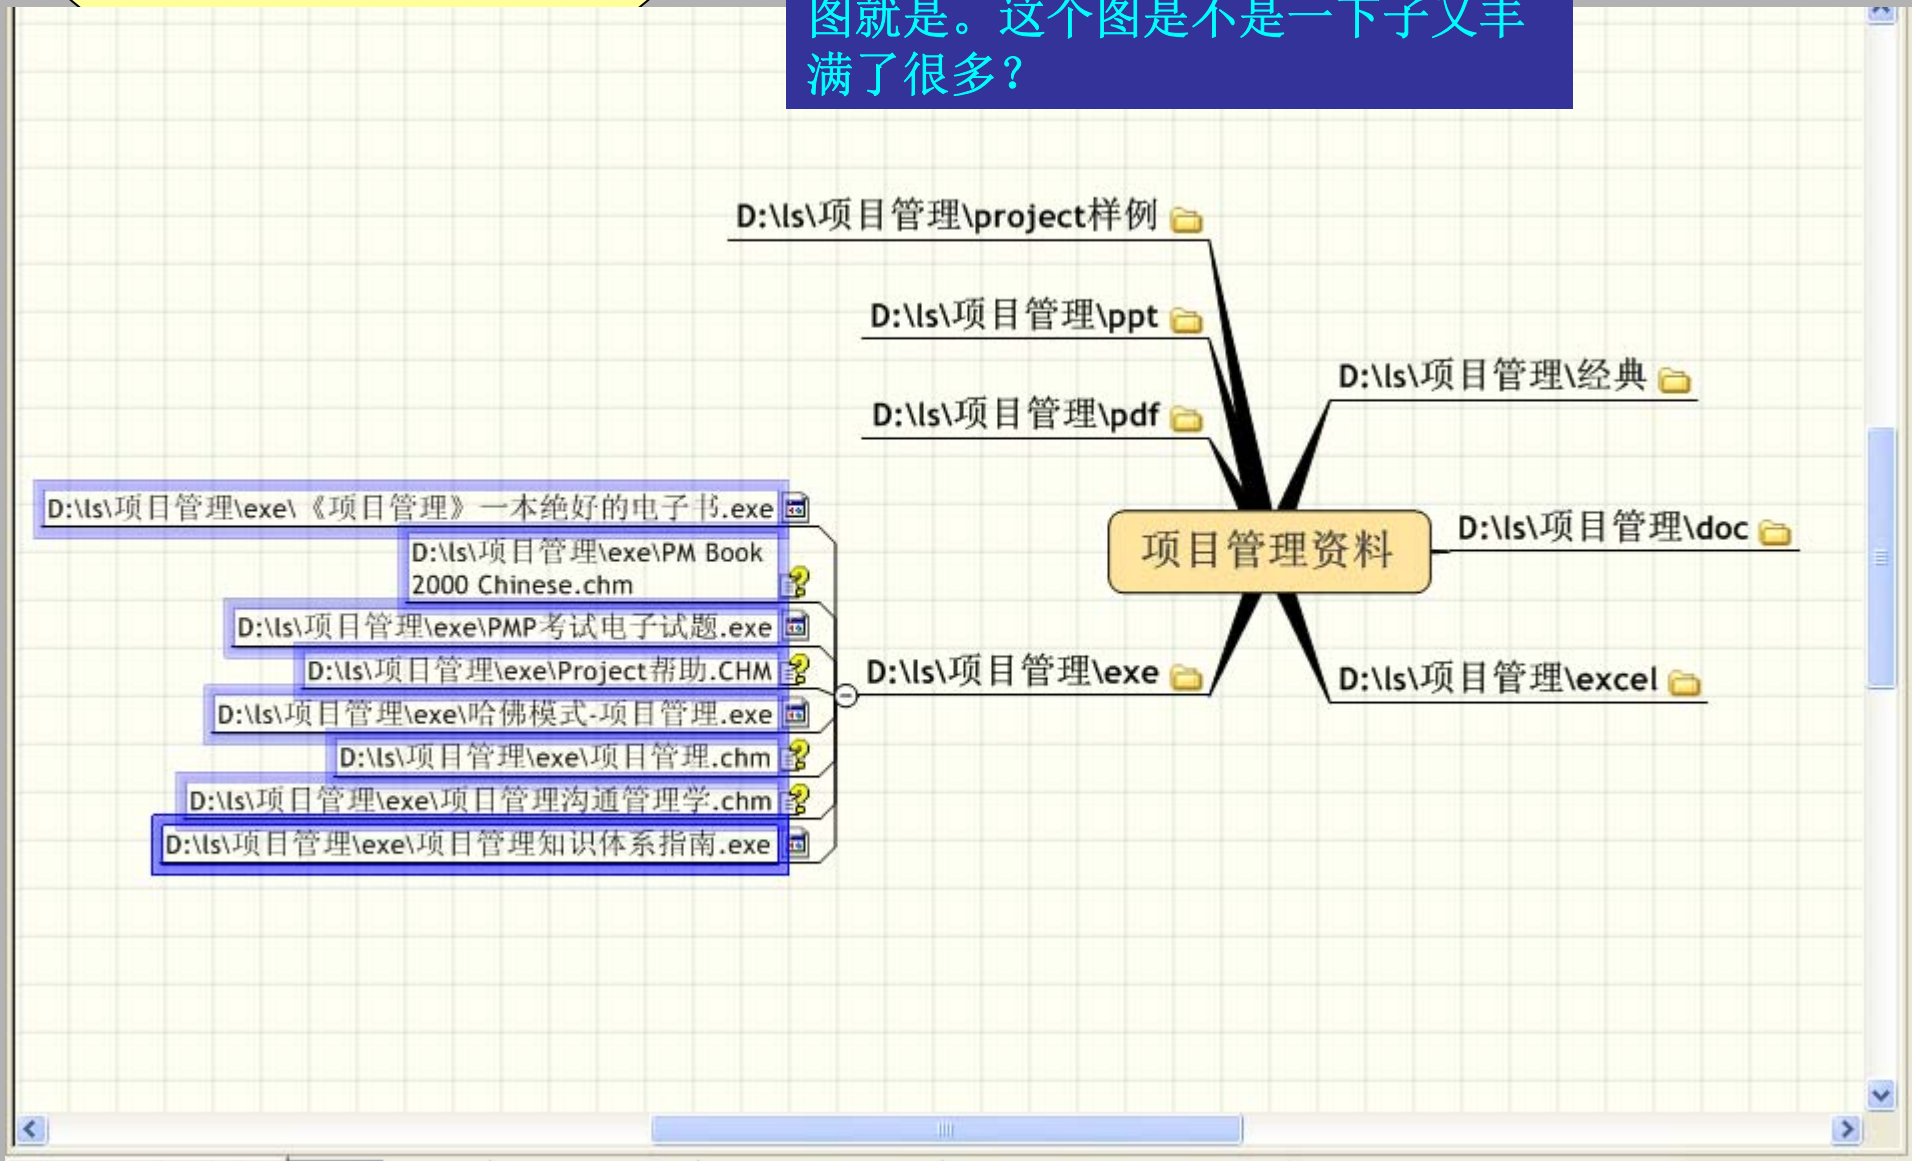 图就是。这个图是不是一下子又丰
满了很多？
D:\ls\项目管理\project样例
D:\ls\项目管理\ppt
D:\ls\项目管理\pdf
D:\ls\项目管理\exe
D:\ls\项目管理\exe\《项目管理》一本绝好的电子书.exe
D:\ls\项目管理\exe\PM Book
2000 Chinese.chm
D:\ls\项目管理\exe\PMP考试电子试题.exe
D:\ls\项目管理\exe\Project帮助.CHM
D:\ls\项目管理\exe\哈佛模式-项目管理.exe
D:\ls\项目管理\exe\项目管理.chm
D:\ls\项目管理\exe\项目管理沟通管理学.chm
D:\ls\项目管理\exe\项目管理知识体系指南.exe
项目管理资料
D:\ls\项目管理\经典
D:\ls\项目管理\doc
D:\ls\项目管理\excel